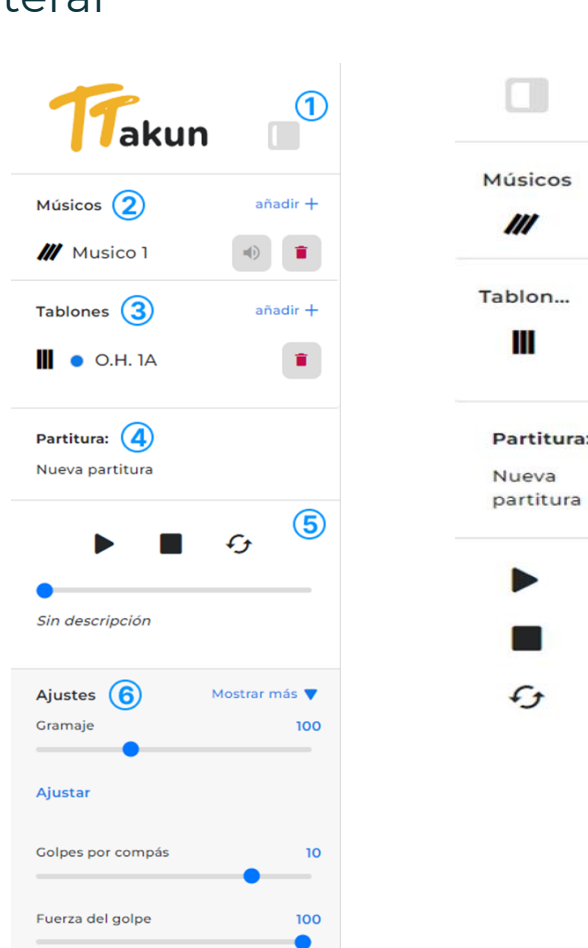 TTakun
1
Músicos 2 añadir +
Musico 1
Tablones 3 añadir +
O.H. 1A
Partitura: 4
Nueva partitura
5
Sin descripción
Ajustes 6 Mostrar más ▼
Gramaje 100
Ajustar
Golpes por compás 10
Fuerza del golpe 100
Músicos
Tablon...
Partitura:
Nueva
partitura